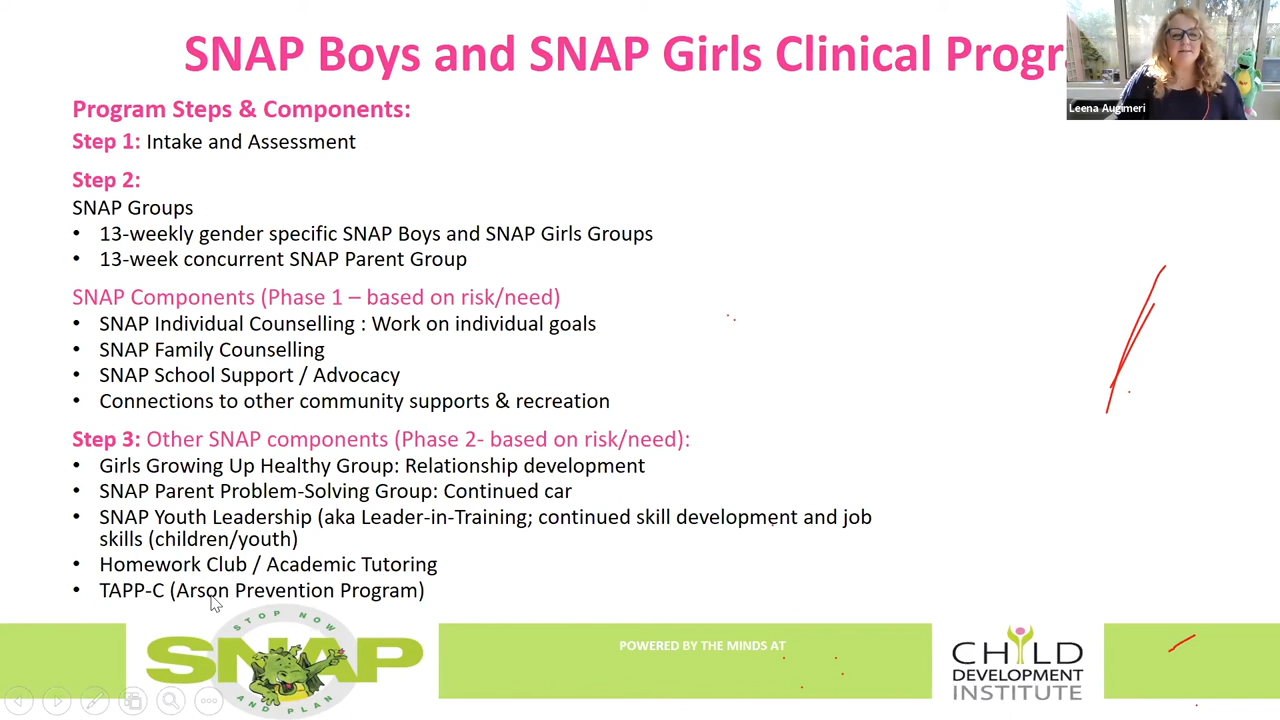 SNAP Boys and SNAP Girls Clinical Progr
Leena Augimeri
Program Steps & Components:
Step 1: Intake and Assessment
Step 2:
SNAP Groups
• 13-weekly gender specific SNAP Boys and SNAP Girls Groups
• 13-week concurrent SNAP Parent Group
SNAP Components (Phase 1 – based on risk/need)
• SNAP Individual Counselling : Work on individual goals
• SNAP Family Counselling
• SNAP School Support / Advocacy
• Connections to other community supports & recreation
Step 3: Other SNAP components (Phase 2- based on risk/need):
• Girls Growing Up Healthy Group: Relationship development
• SNAP Parent Problem-Solving Group: Continued car
• SNAP Youth Leadership (aka Leader-in-Training; continued skill development and job
skills (children/youth)
• Homework Club / Academic Tutoring
• TAPP-C (Arson Prevention Program)
STOP NOW
SNAP
AND PLAN
POWERED BY THE MINDS AT
CHILD
DEVELOPMENT
INSTITUTE